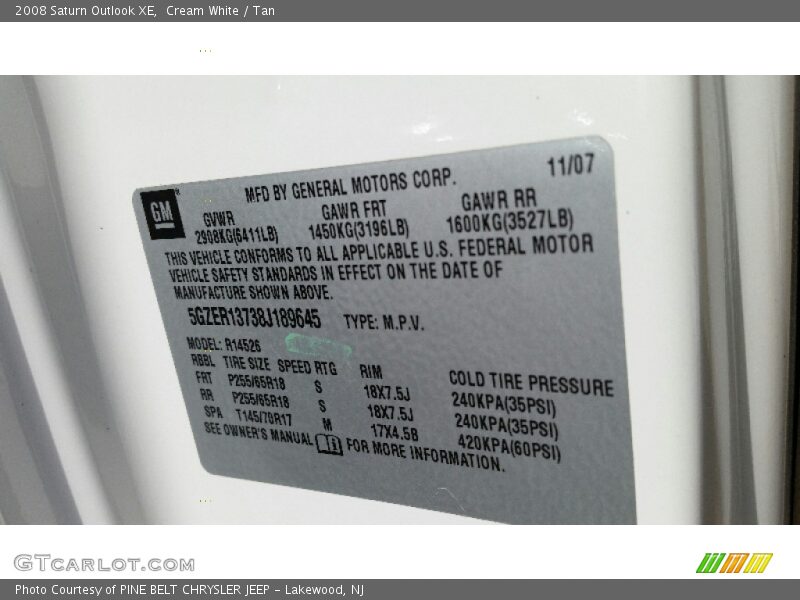 2008 Saturn Outlook XE,  Cream White / Tan
GM
MFD BY GENERAL MOTORS CORP.
11/07
GVWR GAWR FRT GAWR RR
2908KG(6411LB) 1450KG(3196LB) 1600KG(3527LB)
THIS VEHICLE CONFORMS TO ALL APPLICABLE U.S. FEDERAL MOTOR
VEHICLE SAFETY STANDARDS IN EFFECT ON THE DATE OF
MANUFACTURE SHOWN ABOVE.
5GZER13738J189645 TYPE: M.P.V.
MODEL: R14526
RBBL TIRE SIZE SPEED RTG RIM COLD TIRE PRESSURE
FRT P255/65R18 S 18X7.5J 240KPA(35PSI)
RR P255/65R18 S 18X7.5J 240KPA(35PSI)
SPA T145/70R17 M 17X4.5B 420KPA(60PSI)
SEE OWNER'S MANUAL FOR MORE INFORMATION.
GTCarlot.com
Photo Courtesy of PINE BELT CHRYSLER JEEP - Lakewood, NJ